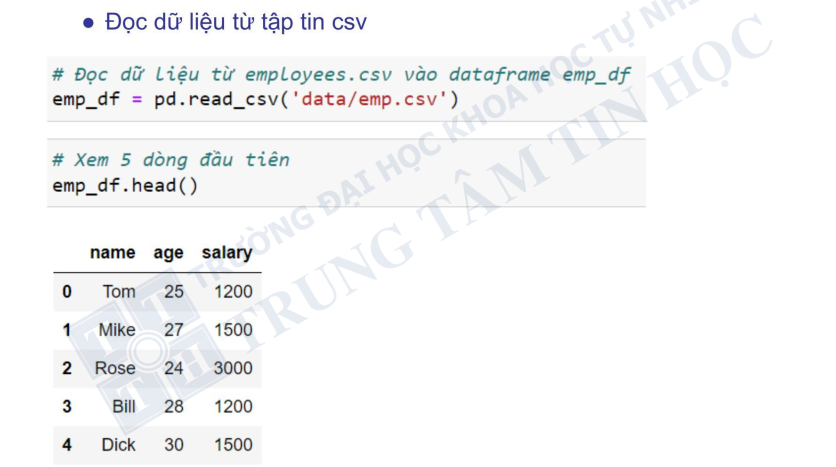 ● Đọc dữ liệu từ tập tin csv
# Đọc dữ liệu từ employees.csv vào dataframe emp_df
emp_df = pd.read_csv('data/emp.csv')
# Xem 5 dòng đầu tiên
emp_df.head()
name age salary
0 Tom 25 1200
1 Mike 27 1500
2 Rose 24 3000
3 Bill 28 1200
4 Dick 30 1500
TRƯỜNG ĐẠI HỌC KHOA HỌC TỰ NHI
TRUNG TÂM TIN HỌC
T T
T H